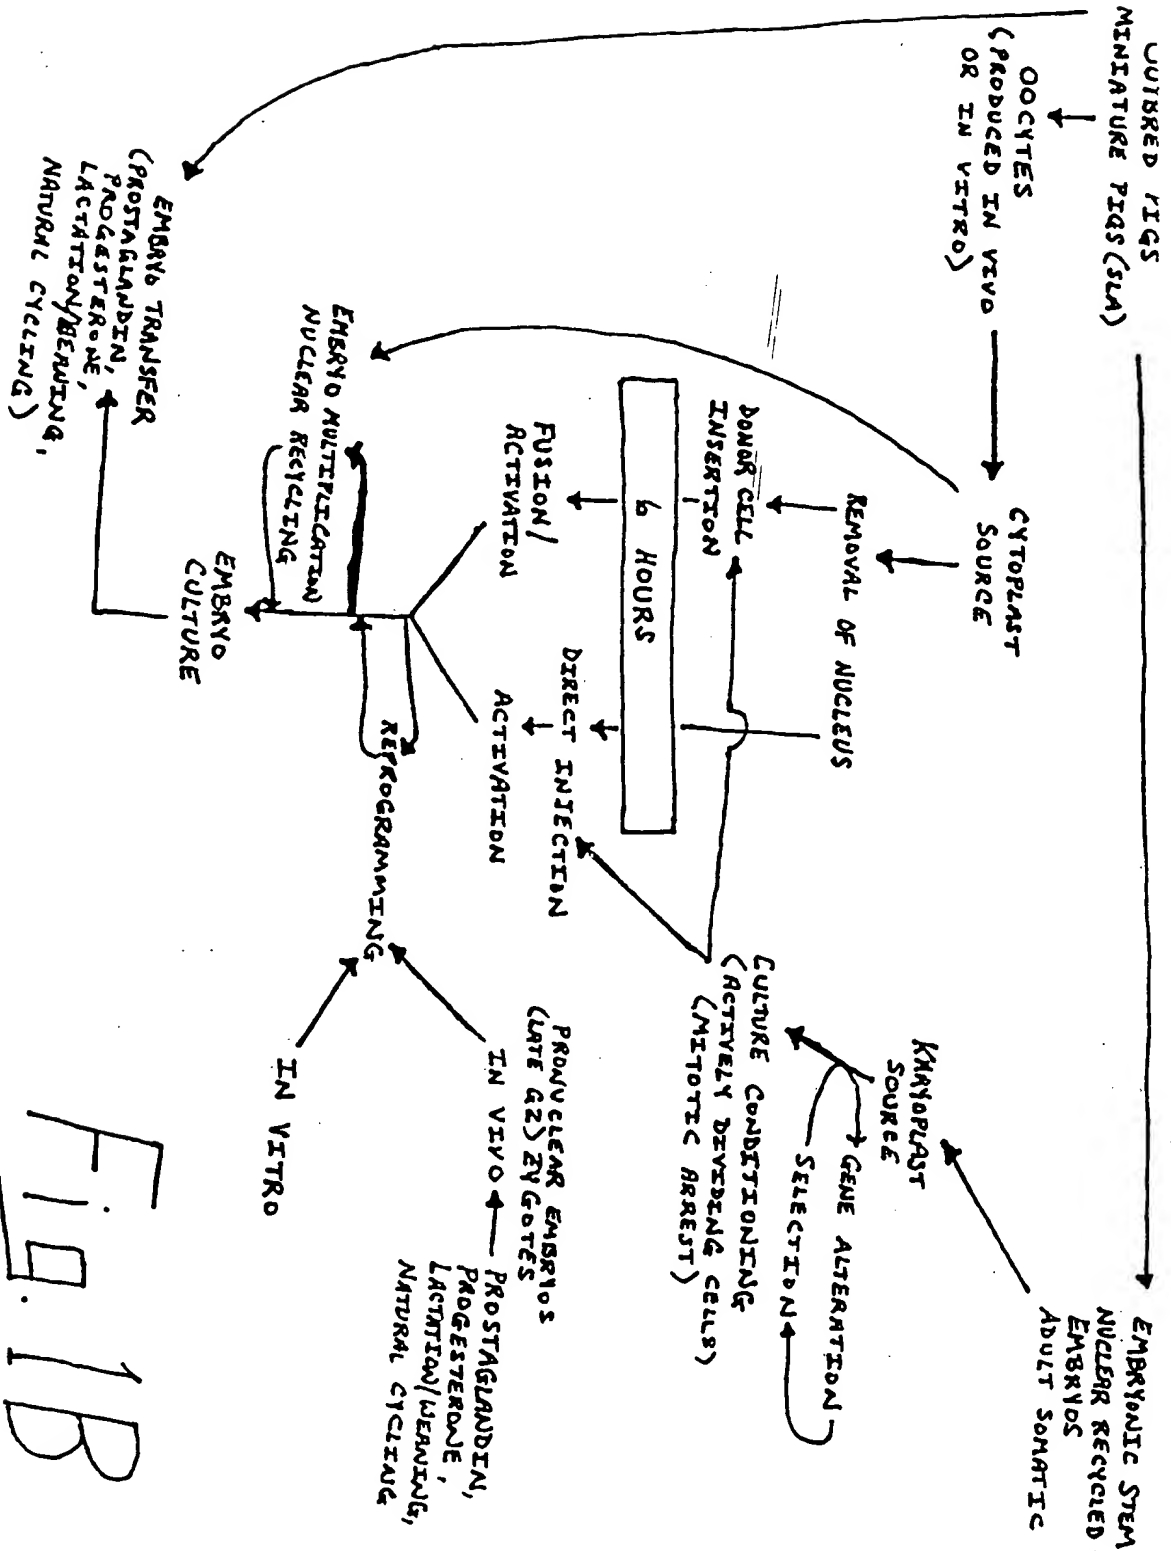 OUTBRED PIGS
MINIATURE PIGS (SLA)
OOCYTES
(PRODUCED IN VIVO
OR IN VITRO)
CYTOPLAST
SOURCE
REMOVAL OF NUCLEUS
DONOR CELL
INSERTION
6 HOURS
FUSION/
ACTIVATION
DIRECT INJECTION
ACTIVATION
EMBRYO MULTIPLICATION
NUCLEAR RECYCLING
EMBRYO
CULTURE
EMBRYO TRANSFER
(PROSTAGLANDIN,
PROGESTERONE,
LACTATION/WEANING,
NATURAL CYCLING)
EMBRYONIC STEM
NUCLEAR RECYCLED
EMBRYOS
ADULT SOMATIC
KARYOPLAST
SOURCE
GENE ALTERATION
SELECTION
CULTURE CONDITIONING
(ACTIVELY DIVIDING CELLS)
(MITOTIC ARREST)
REPROGRAMMING
PRONUCLEAR EMBRYOS
(LATE G2) ZYGOTES
IN VIVO
PROSTAGLANDIN,
PROGESTERONE,
LACTATION/WEANING,
NATURAL CYCLING
IN VITRO
Fig. 1B